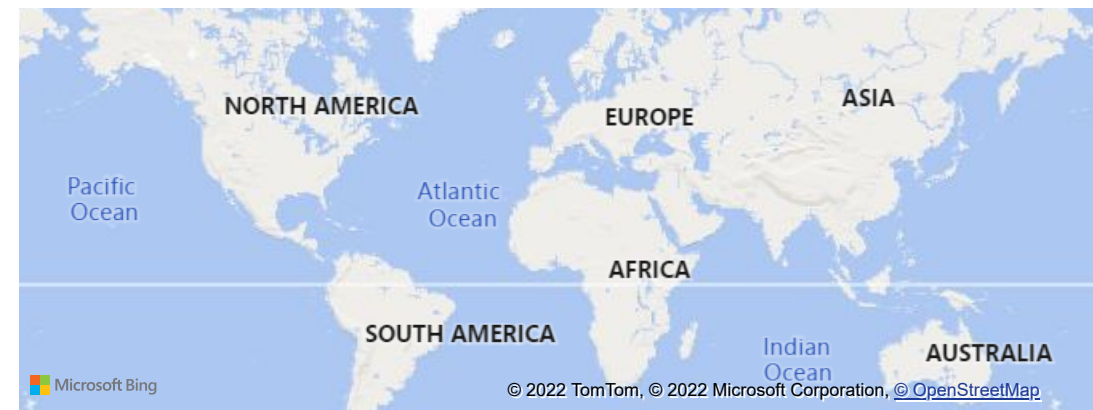 NORTH AMERICA
EUROPE
ASIA
Pacific
Ocean
Atlantic
Ocean
AFRICA
SOUTH AMERICA
Indian
Ocean
AUSTRALIA
Microsoft Bing
© 2022 TomTom, © 2022 Microsoft Corporation, © OpenStreetMap